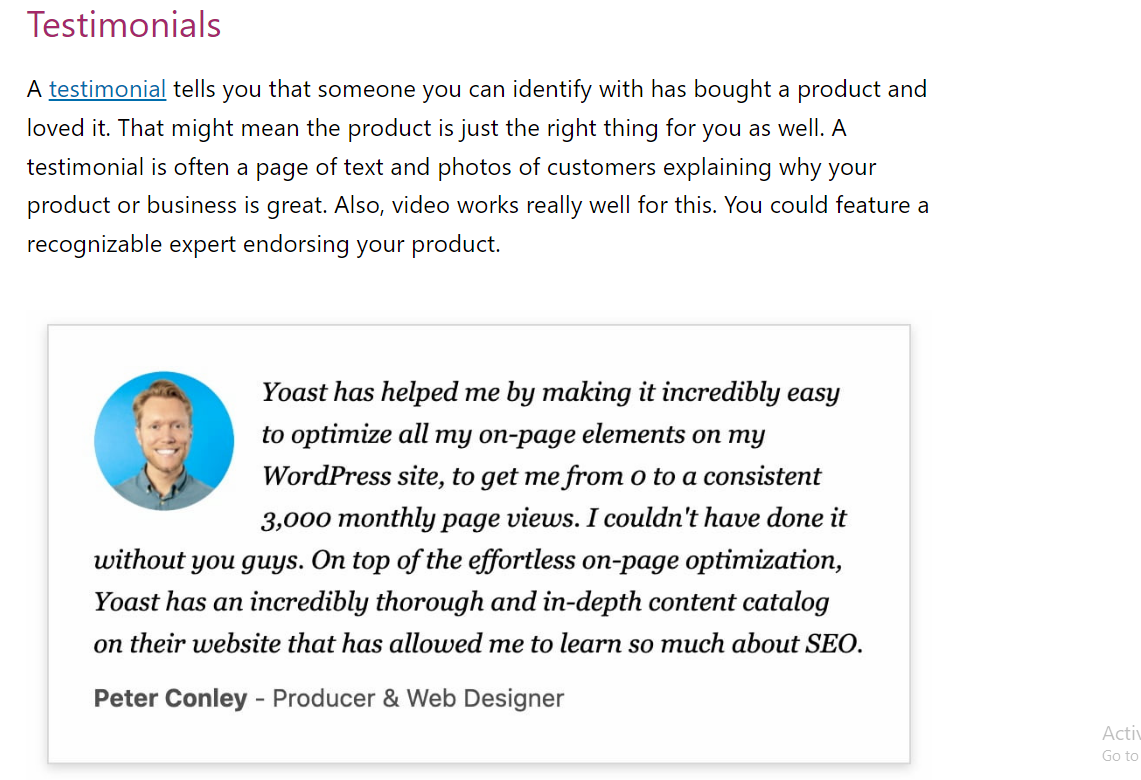 Testimonials
A testimonial tells you that someone you can identify with has bought a product and
loved it. That might mean the product is just the right thing for you as well. A
testimonial is often a page of text and photos of customers explaining why your
product or business is great. Also, video works really well for this. You could feature a
recognizable expert endorsing your product.
Yoast has helped me by making it incredibly easy
to optimize all my on-page elements on my
WordPress site, to get me from 0 to a consistent
3,000 monthly page views. I couldn't have done it
without you guys. On top of the effortless on-page optimization,
Yoast has an incredibly thorough and in-depth content catalog
on their website that has allowed me to learn so much about SEO.
Peter Conley - Producer & Web Designer
Go to